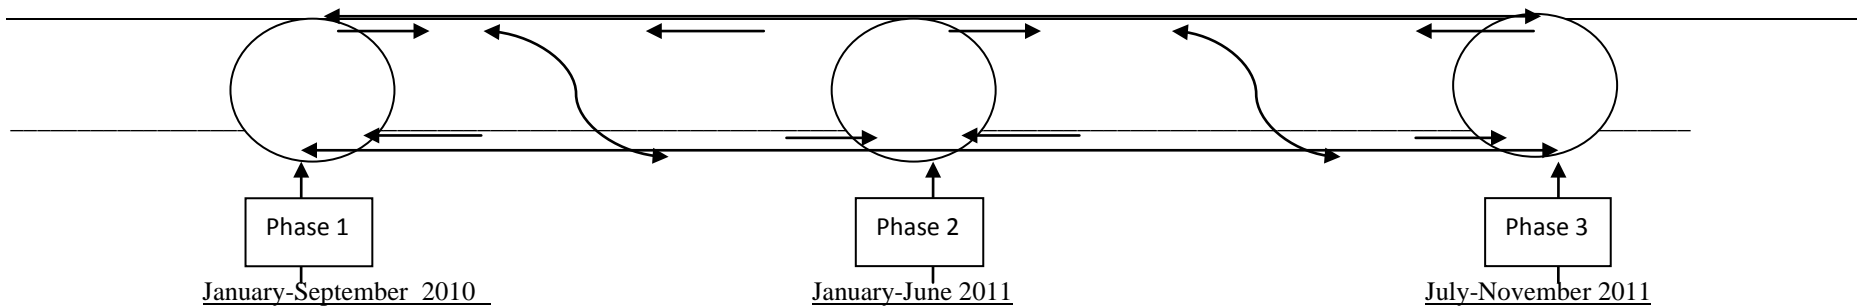 Phase 1 Phase 2 Phase 3
January-September  2010 January-June 2011 July-November 2011